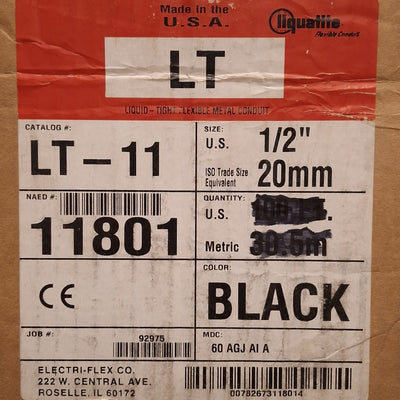 Made in the
U.S.A.
liquatite®
Flexible Conduits
LT
LIQUID - TIGHT FLEXIBLE METAL CONDUIT
CATALOG #:
LT-11
SIZE:
U.S. 1/2"
ISO Trade Size
Equivalent 20mm
NAED #:
11801
QUANTITY:
U.S.
Metric 30.5m
CE
COLOR:
BLACK
JOB #:
92975
MDC:
60 AGJ AI A
ELECTRI-FLEX CO.
222 W. CENTRAL AVE.
ROSELLE, IL 60172
00782673118014